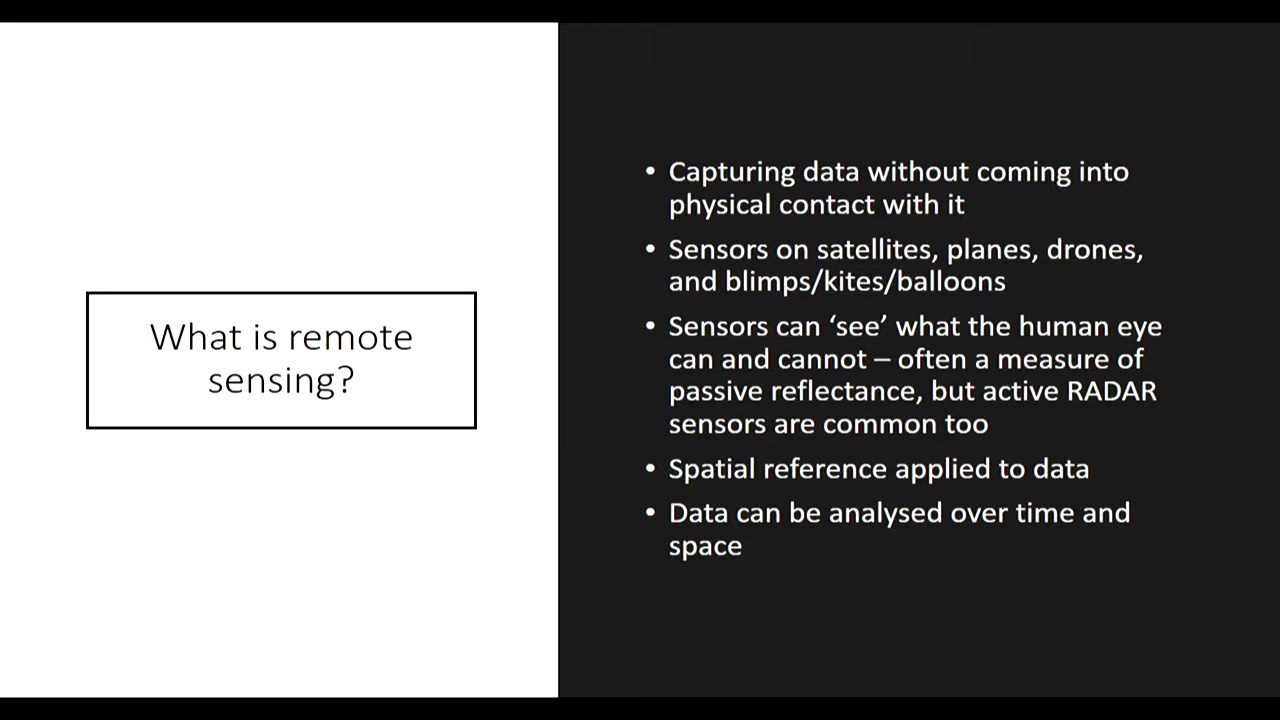 What is remote
sensing?
• Capturing data without coming into
physical contact with it
• Sensors on satellites, planes, drones,
and blimps/kites/balloons
• Sensors can ‘see’ what the human eye
can and cannot – often a measure of
passive reflectance, but active RADAR
sensors are common too
• Spatial reference applied to data
• Data can be analysed over time and
space